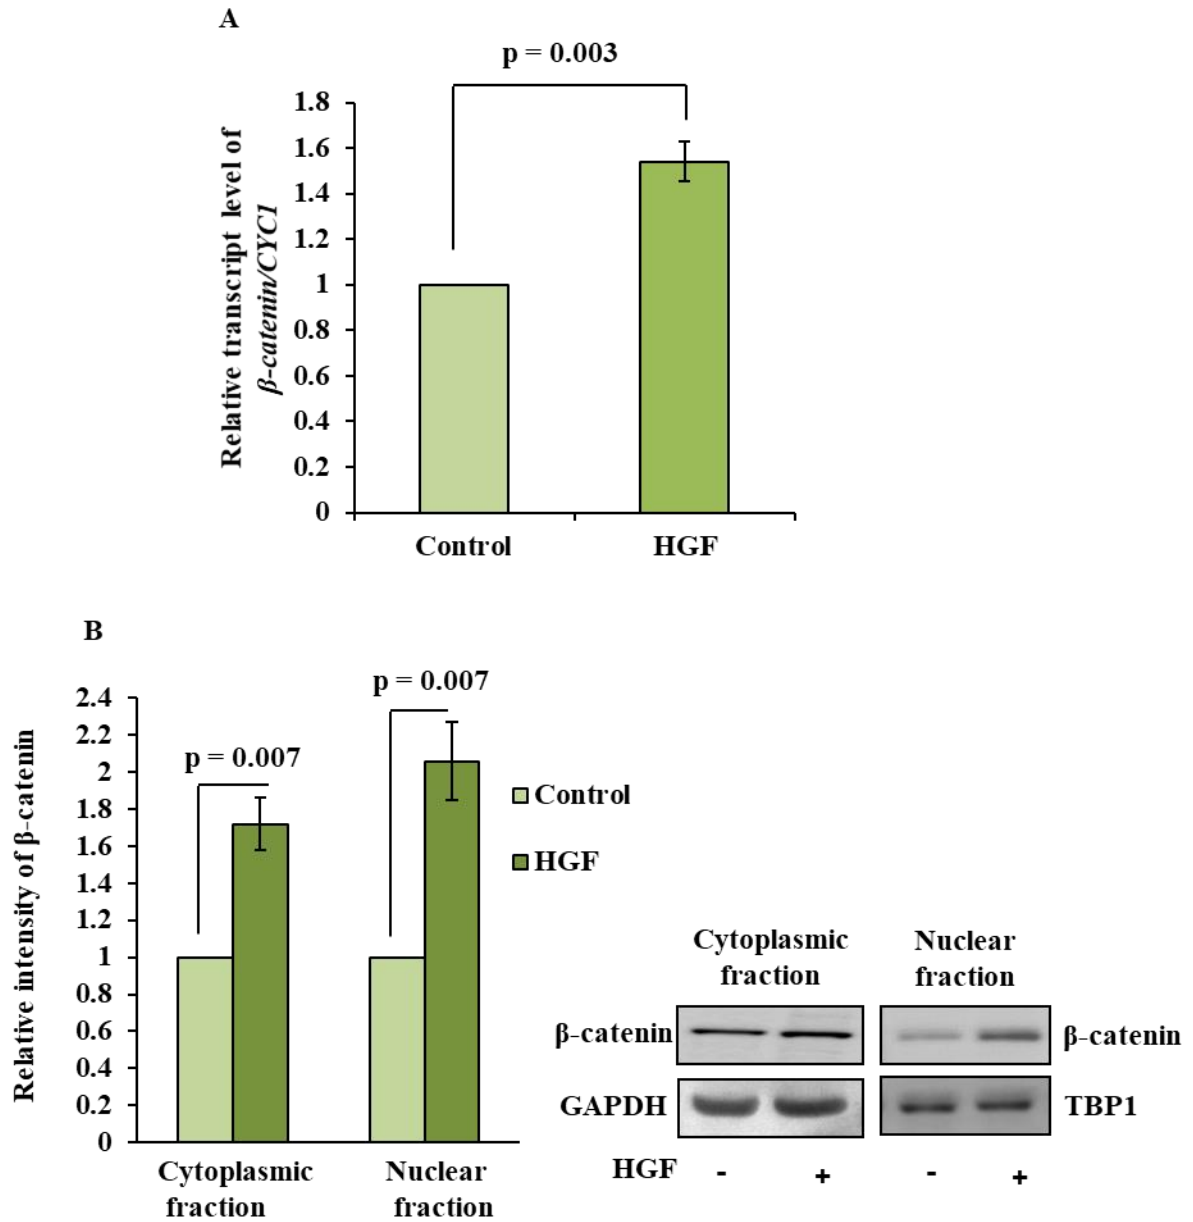 A
p = 0.003
Relative transcript level of
β-catenin/CYC1
1.8
1.6
1.4
1.2
1
0.8
0.6
0.4
0.2
0
Control
HGF
B
p = 0.007
p = 0.007
Relative intensity of β-catenin
2.4
2.2
2
1.8
1.6
1.4
1.2
1
0.8
0.6
0.4
0.2
0
Cytoplasmic
fraction
Nuclear
fraction
Control
HGF
Cytoplasmic
fraction
Nuclear
fraction
β-catenin
β-catenin
GAPDH
TBP1
HGF - + - +